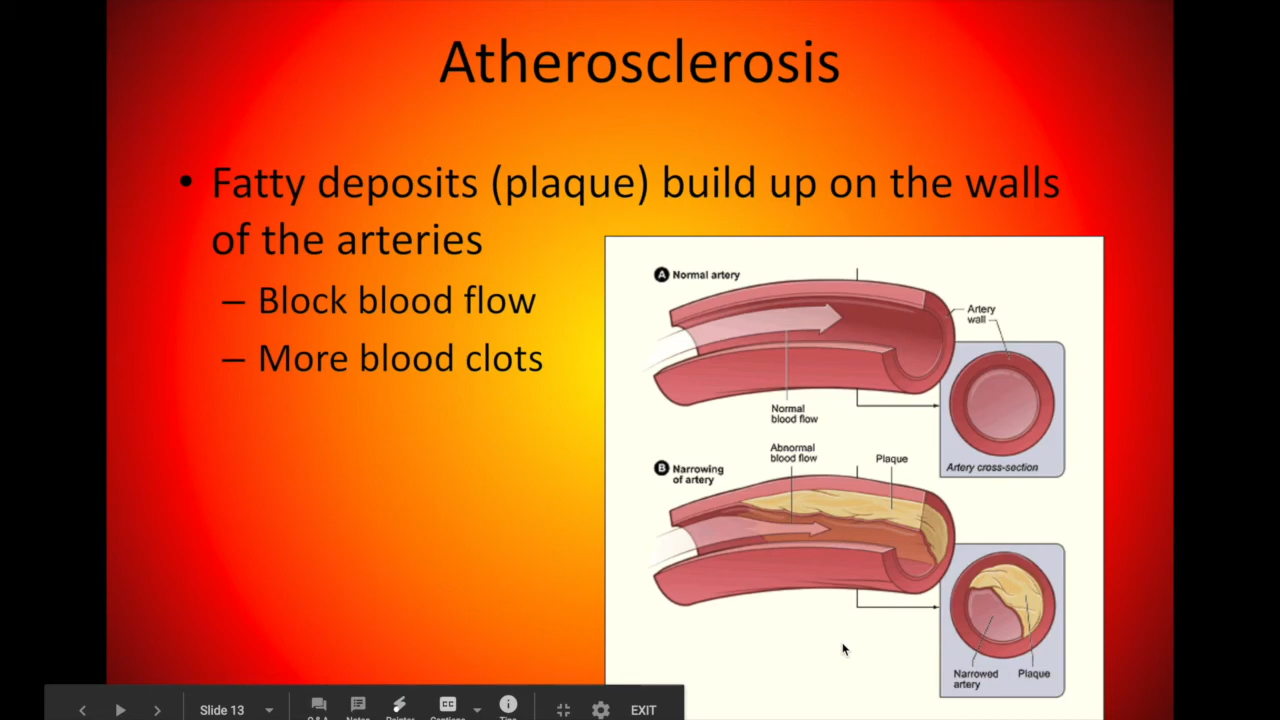 Atherosclerosis
• Fatty deposits (plaque) build up on the walls
of the arteries
– Block blood flow
– More blood clots
A Normal artery
Artery
wall
Normal
blood flow
Artery cross-section
Abnormal
blood flow
Plaque
B Narrowing
of artery
Narrowed
artery
Plaque
Slide 13
EXIT